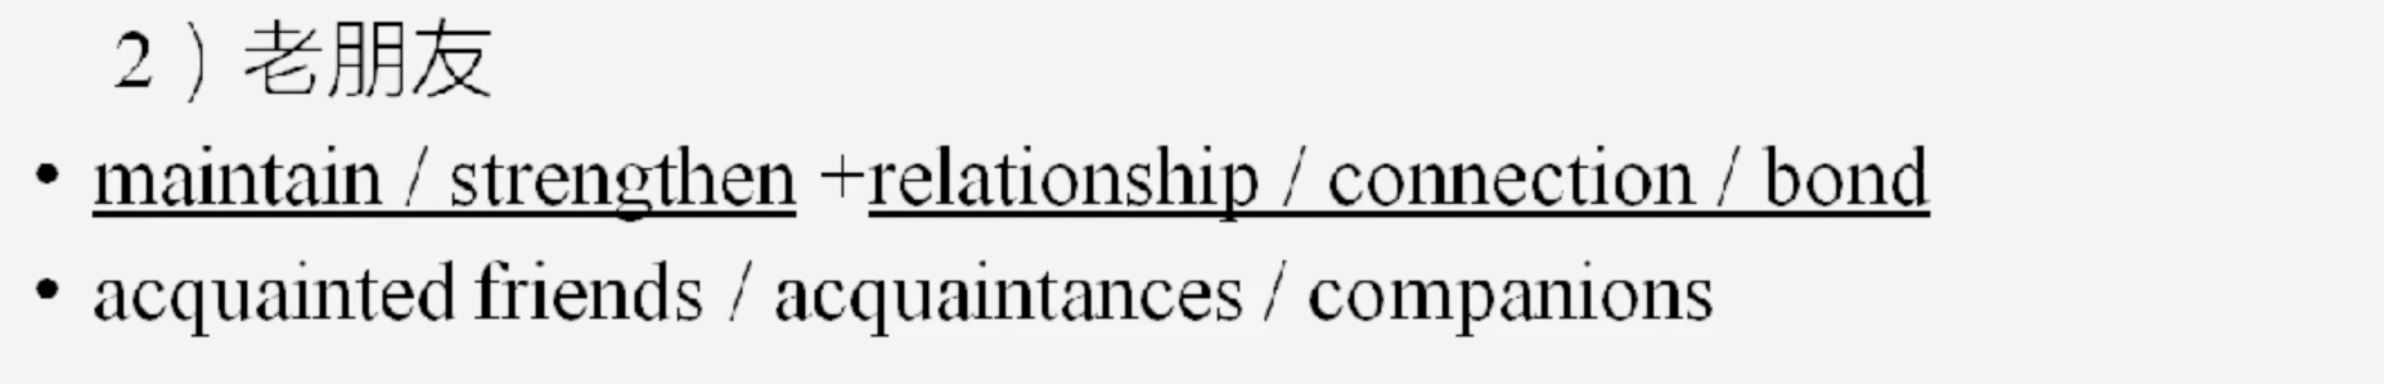 2）老朋友
• maintain / strengthen +relationship / connection / bond
• acquainted friends / acquaintances / companions